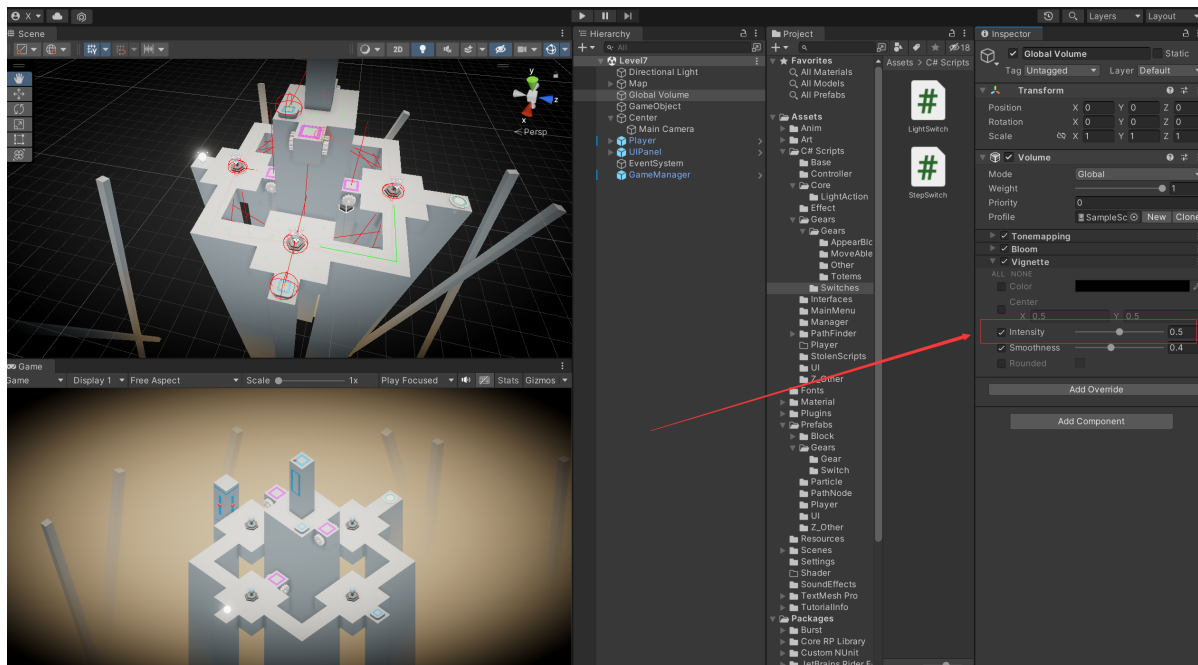 X
Layers
Layout
Scene
2D
y
z
x
Persp
Game
Game
Display 1
Free Aspect
Scale
1x
Play Focused
Stats
Gizmos
Hierarchy
All
Level7
Directional Light
Map
Global Volume
GameObject
Center
Main Camera
Player
UIPanel
EventSystem
GameManager
Project
18
Favorites
All Materials
All Models
All Prefabs
Assets
Anim
Art
C# Scripts
Base
Controller
Core
LightAction
Effect
Gears
Gears
AppearBlc
MoveAble
Other
Totems
Switches
Interfaces
MainMenu
Manager
PathFinder
Player
StolenScripts
UI
Z_Other
Fonts
Material
Plugins
Prefabs
Block
Gears
Gear
Switch
Particle
PathNode
Player
UI
Z_Other
Resources
Scenes
Settings
Shader
SoundEffects
TextMesh Pro
TutorialInfo
Packages
Burst
Core RP Library
Custom NUnit
JetBrains Rider E
Assets > C# Scripts
#
LightSwitch
#
StepSwitch
Inspector
Global Volume
Static
Tag Untagged
Layer Default
Transform
Position X 0 Y 0 Z 0
Rotation X 0 Y 0 Z 0
Scale X 1 Y 1 Z 1
Volume
Mode Global
Weight 1
Priority 0
Profile SampleSc New Clone
Tonemapping
Bloom
Vignette
ALL NONE
Color
Center
X 0.5 Y 0.5
Intensity 0.5
Smoothness 0.4
Rounded
Add Override
Add Component